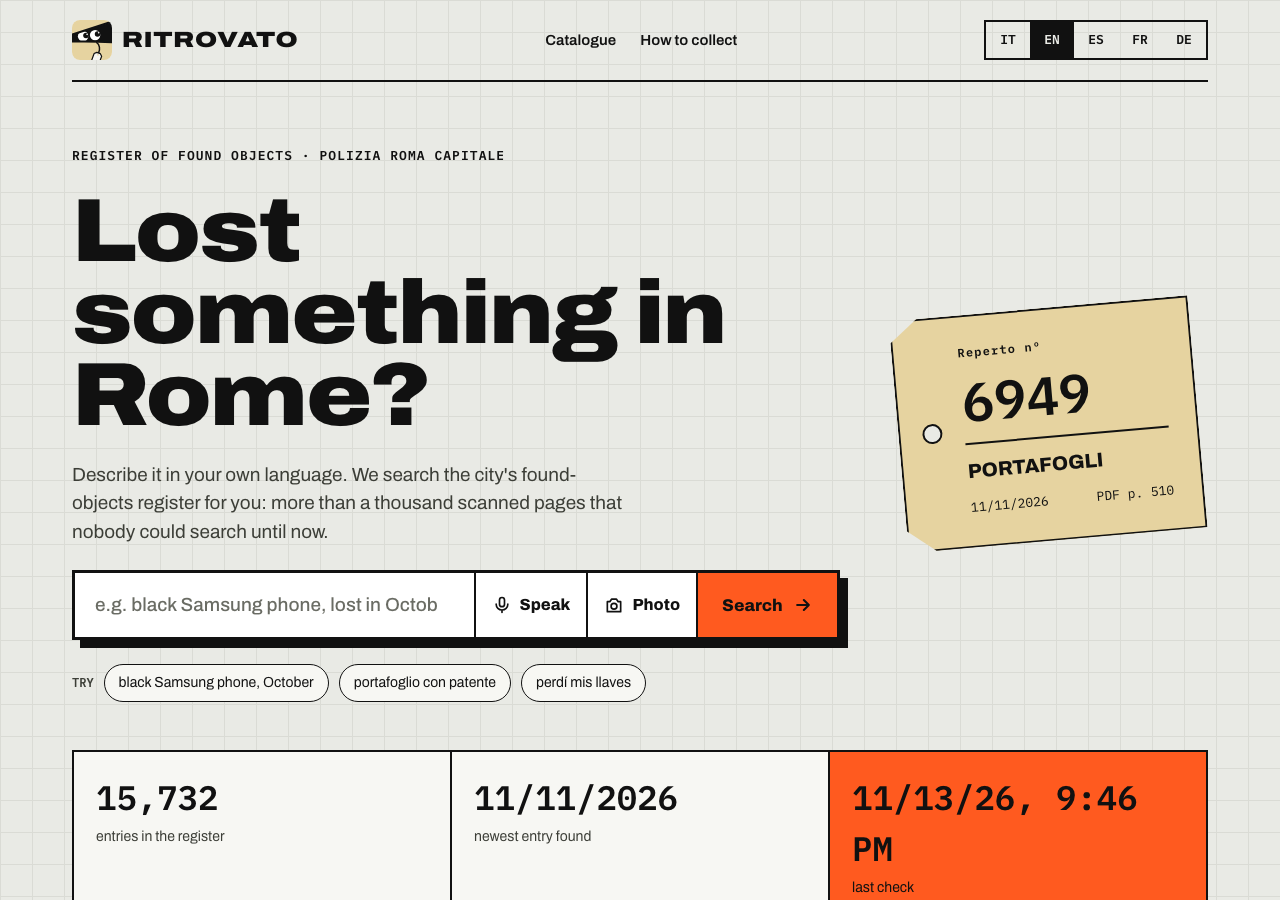 RITROVATO
Catalogue
How to collect
IT
EN
ES
FR
DE
REGISTER OF FOUND OBJECTS · POLIZIA ROMA CAPITALE
Lost
something in
Rome?
Describe it in your own language. We search the city's found-
objects register for you: more than a thousand scanned pages that
nobody could search until now.
Reperto n°
6949
PORTAFOGLI
11/11/2026
PDF p. 510
e.g. black Samsung phone, lost in Octob
Speak
Photo
Search
TRY
black Samsung phone, October
portafoglio con patente
perdí mis llaves
15,732
entries in the register
11/11/2026
newest entry found
11/13/26, 9:46
PM
last check